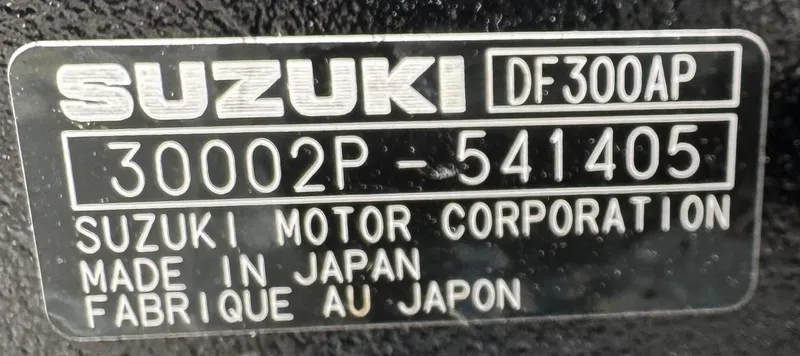 SUZUKI DF300AP
30002P-541405
SUZUKI MOTOR CORPORATION
MADE IN JAPAN
FABRIQUE AU JAPON